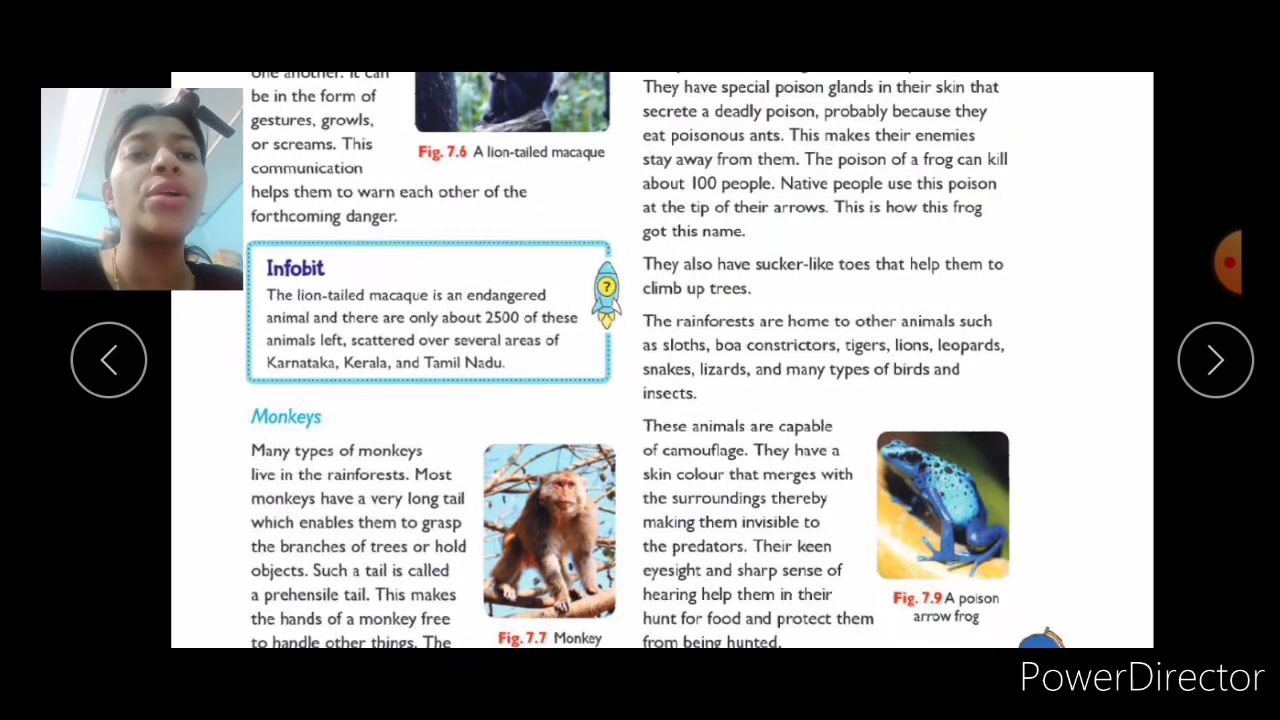 one another. It can
be in the form of
gestures, growls,
or screams. This
communication
helps them to warn each other of the
forthcoming danger.
Fig. 7.6 A lion-tailed macaque
Infobit
The lion-tailed macaque is an endangered
animal and there are only about 2500 of these
animals left, scattered over several areas of
Karnataka, Kerala, and Tamil Nadu.
?
Monkeys
Many types of monkeys
live in the rainforests. Most
monkeys have a very long tail
which enables them to grasp
the branches of trees or hold
objects. Such a tail is called
a prehensile tail. This makes
the hands of a monkey free
to handle other things. The
Fig. 7.7 Monkey
They have special poison glands in their skin that
secrete a deadly poison, probably because they
eat poisonous ants. This makes their enemies
stay away from them. The poison of a frog can kill
about 100 people. Native people use this poison
at the tip of their arrows. This is how this frog
got this name.
They also have sucker-like toes that help them to
climb up trees.
The rainforests are home to other animals such
as sloths, boa constrictors, tigers, lions, leopards,
snakes, lizards, and many types of birds and
insects.
These animals are capable
of camouflage. They have a
skin colour that merges with
the surroundings thereby
making them invisible to
the predators. Their keen
eyesight and sharp sense of
hearing help them in their
hunt for food and protect them
from being hunted.
Fig. 7.9 A poison
arrow frog
PowerDirector